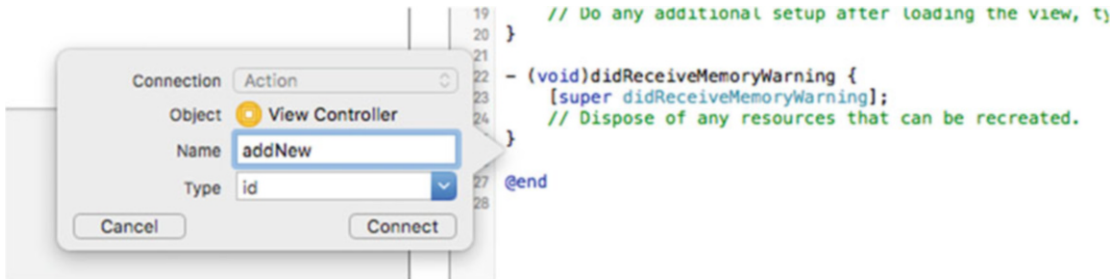 19 // Do any additional setup after loading the view, ty
20 }
21
22 - (void)didReceiveMemoryWarning {
23 [super didReceiveMemoryWarning];
24 // Dispose of any resources that can be recreated.
}
27 @end
28
Connection Action
Object View Controller
Name addNew
Type id
Cancel Connect